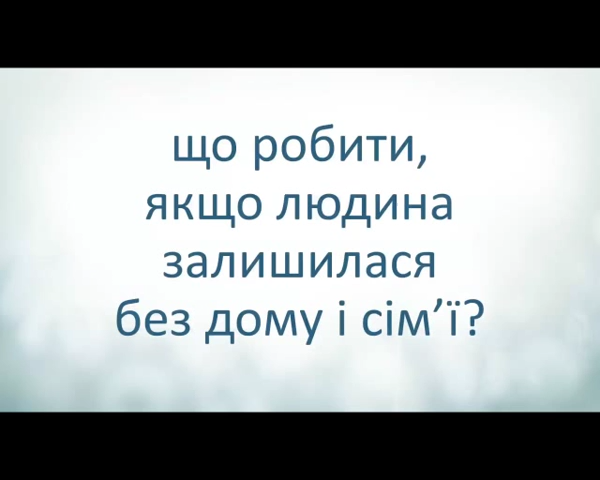 що робити,
якщо людина
залишилася
без дому і сім’ї?